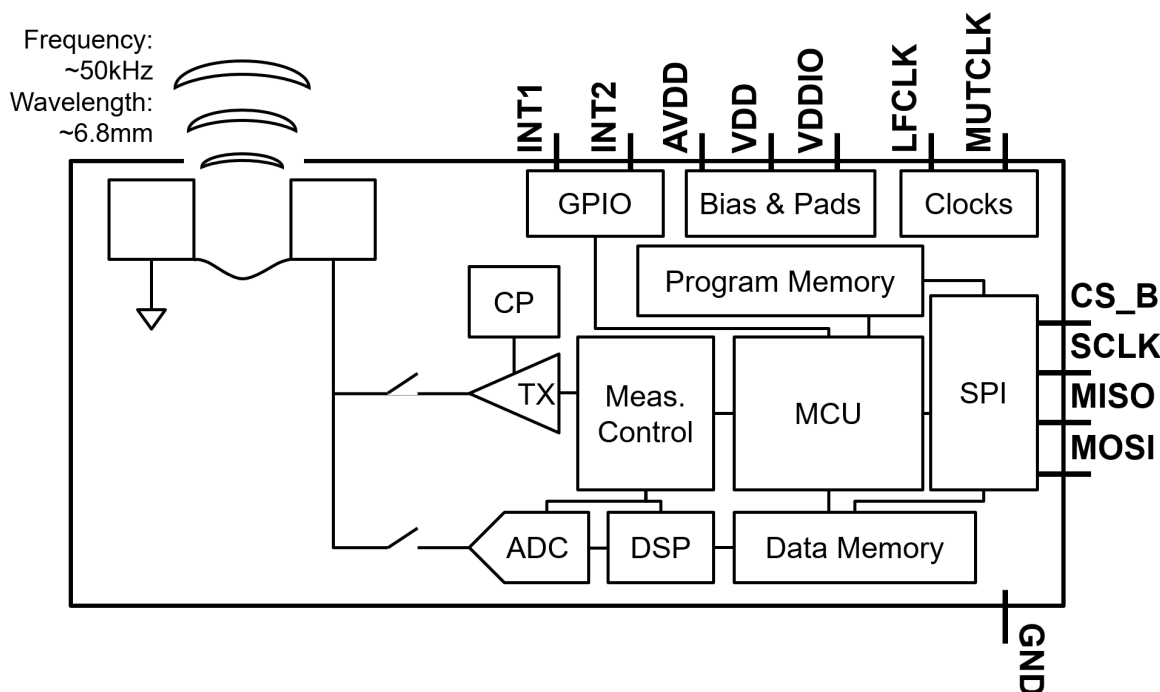 Frequency:
~50kHz
Wavelength:
~6.8mm
INT1
INT2
AVDD
VDD
VDDIO
LFCLK
MUTCLK
GPIO
Bias & Pads
Clocks
Program Memory
CP
TX
Meas.
Control
MCU
SPI
CS_B
SCLK
MISO
MOSI
ADC
DSP
Data Memory
GND